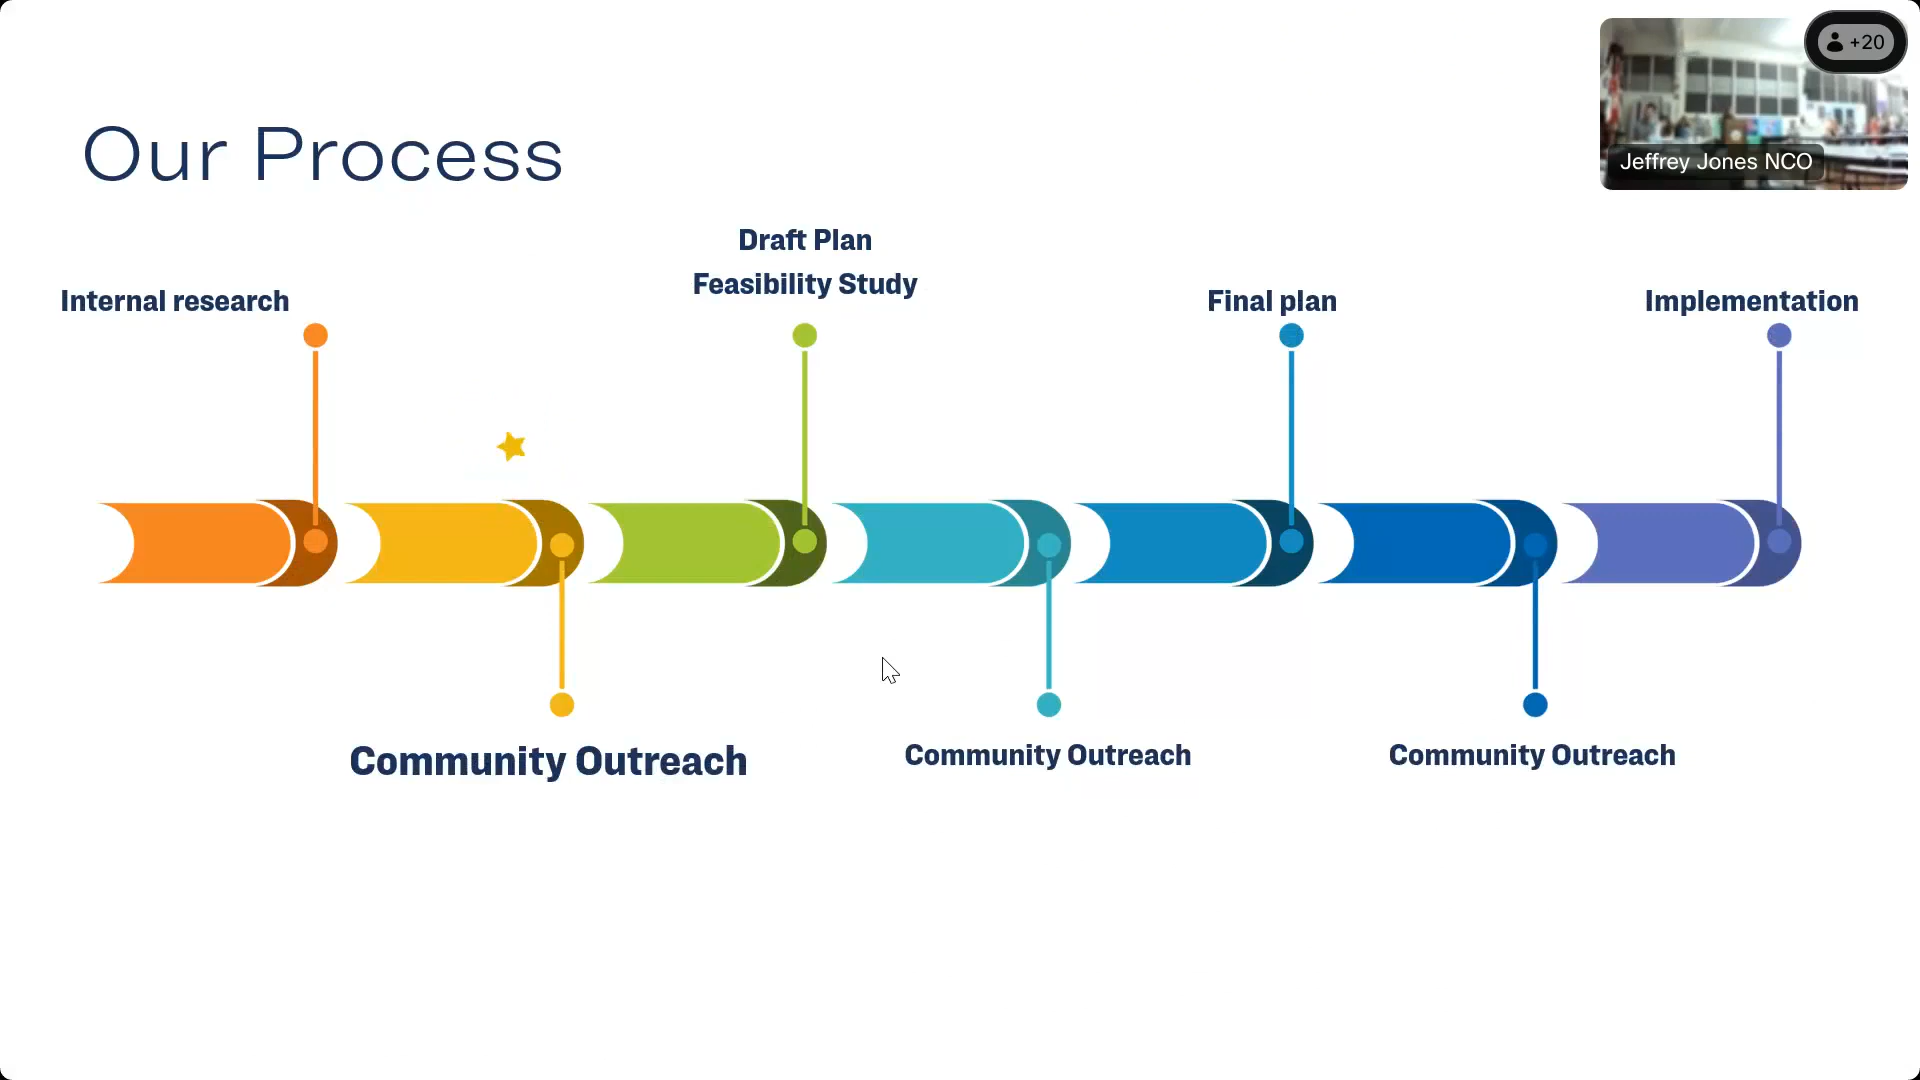 +20
Jeffrey Jones NCO
Our Process
Draft Plan
Feasibility Study
Internal research
Final plan
Implementation
Community Outreach
Community Outreach
Community Outreach